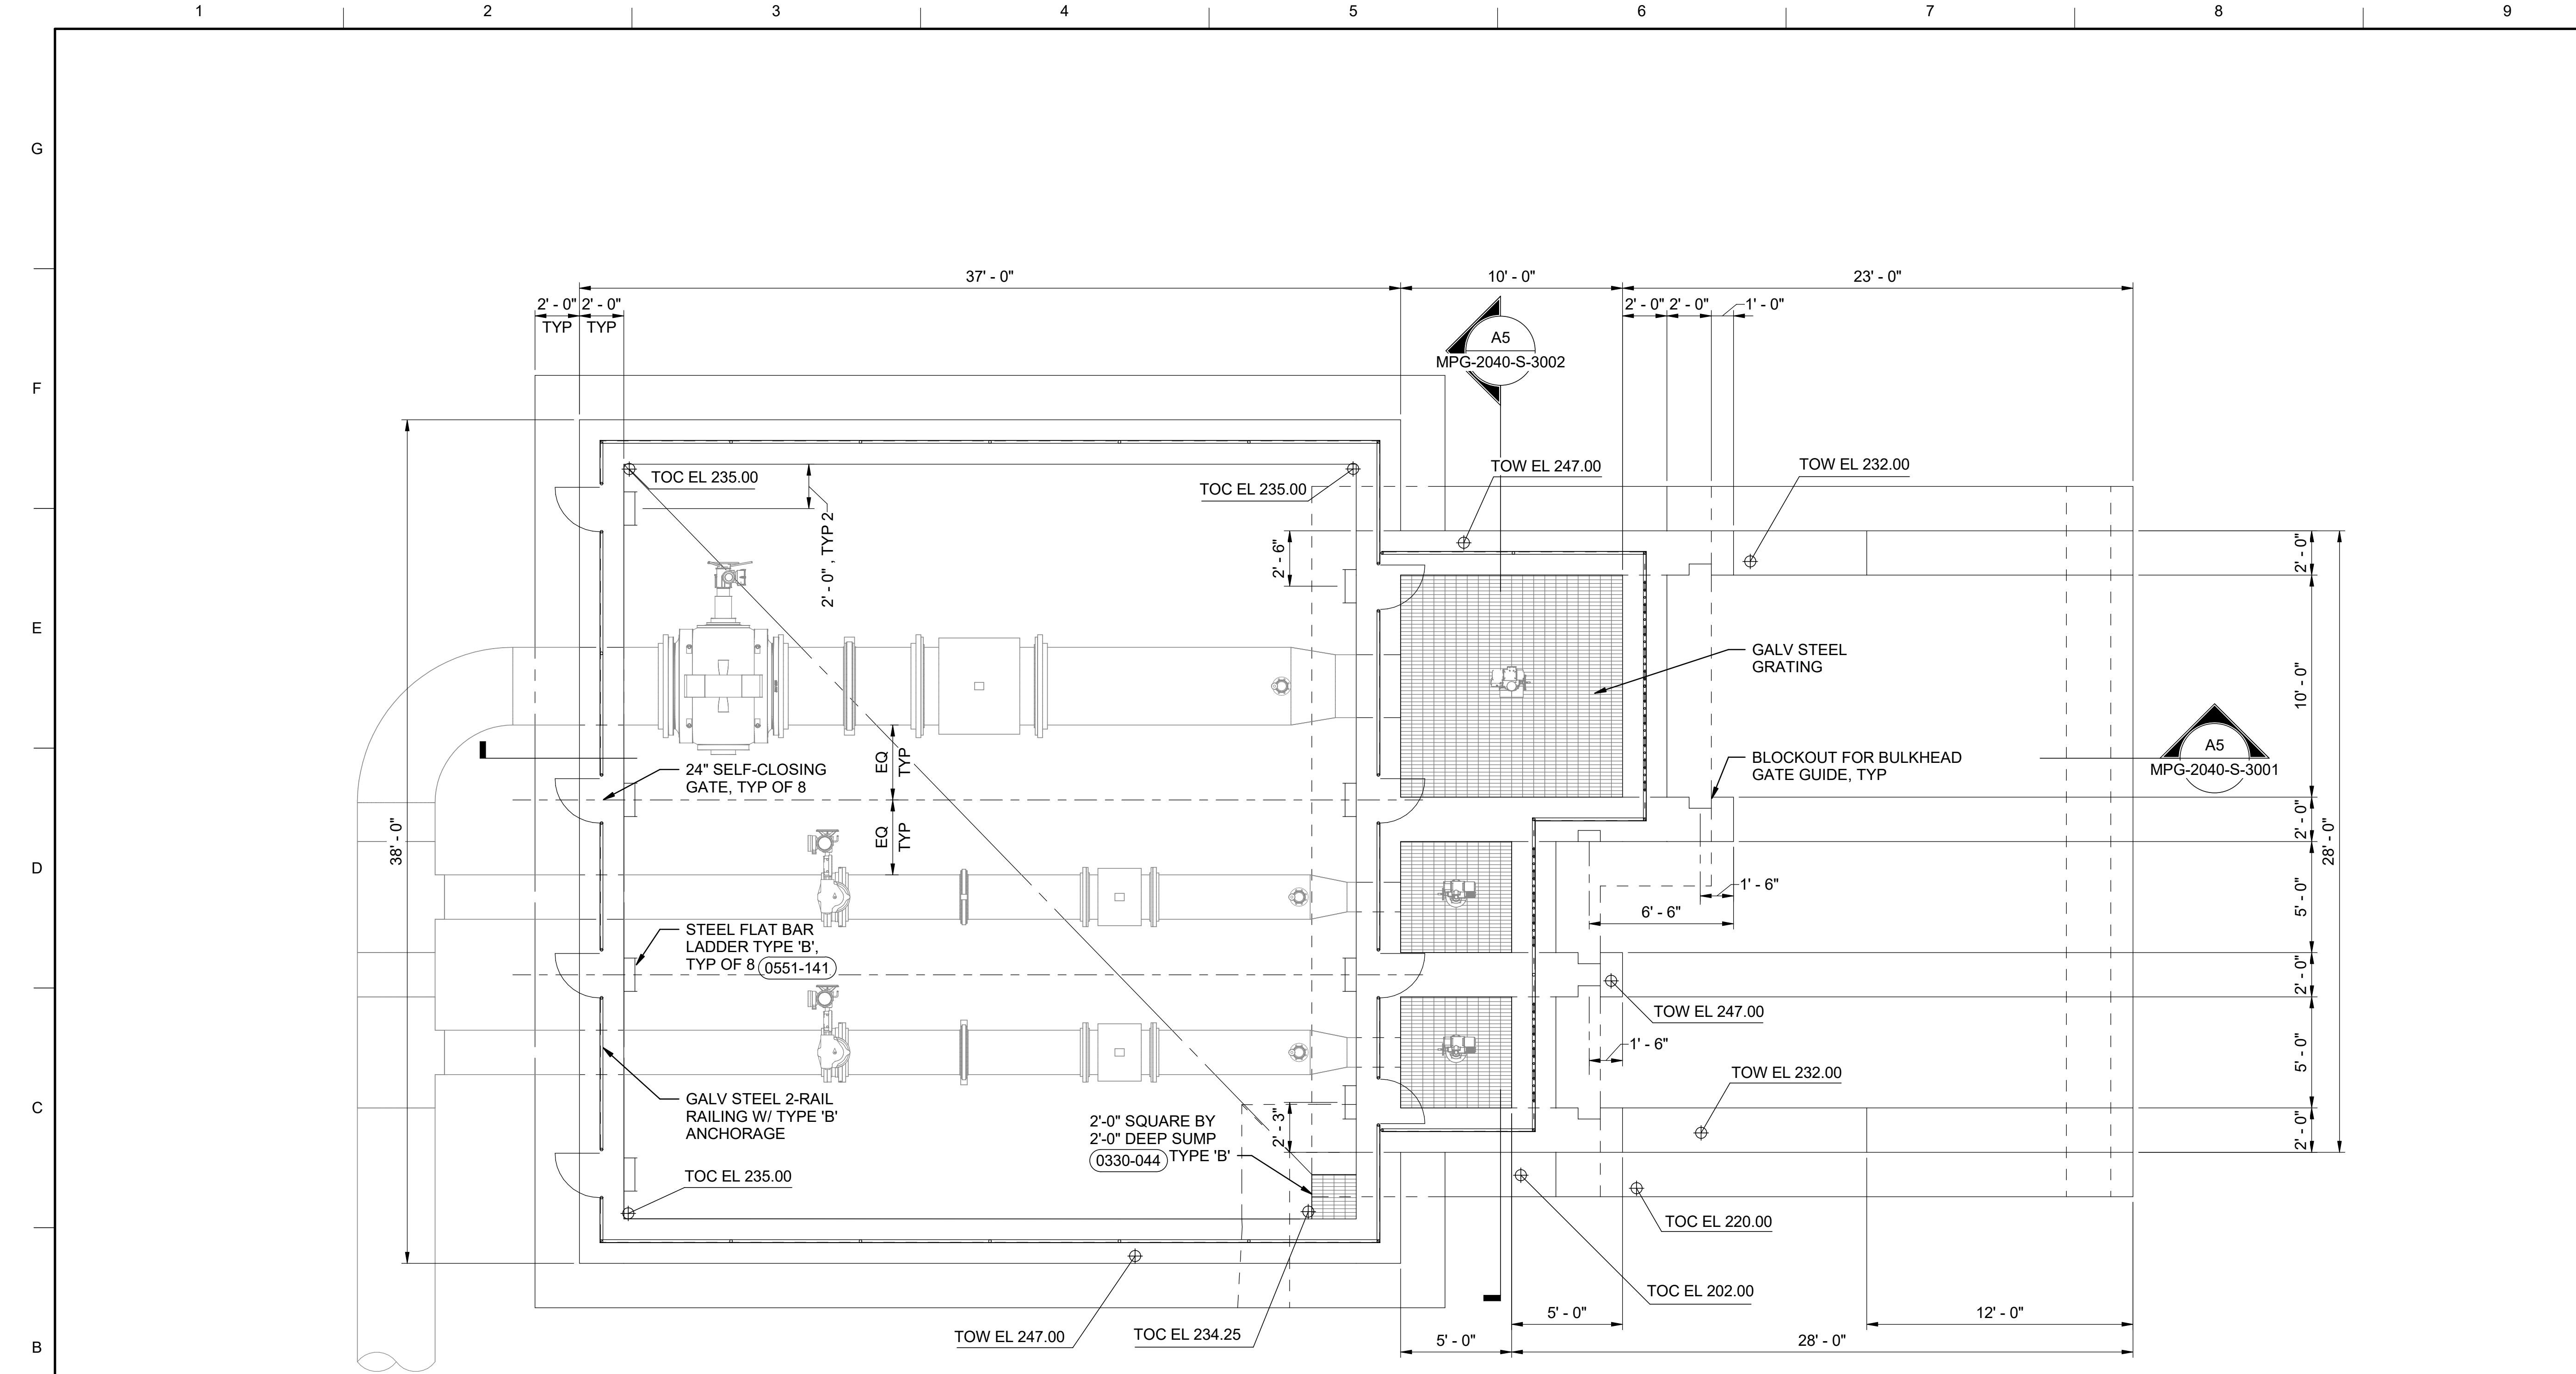 1 2 3 4 5 6 7 8 9
G
F
E
D
C
B
37' - 0" 10' - 0" 23' - 0"
2' - 0" 2' - 0" 2' - 0" 2' - 0" 1' - 0"
TYP TYP
A5
MPG-2040-S-3002
TOC EL 235.00
TOC EL 235.00
TOW EL 247.00
TOW EL 232.00
2' - 0" , TYP 2
2' - 6"
2' - 0"
10' - 0"
2' - 0"
5' - 0"
2' - 0"
5' - 0"
2' - 0"
28' - 0"
38' - 0"
GALV STEEL
GRATING
A5
MPG-2040-S-3001
BLOCKOUT FOR BULKHEAD
GATE GUIDE, TYP
24" SELF-CLOSING
GATE, TYP OF 8
EQ
TYP
EQ
TYP
1' - 6"
6' - 6"
STEEL FLAT BAR
LADDER TYPE 'B',
TYP OF 8 0551-141
TOW EL 247.00
1' - 6"
TOW EL 232.00
GALV STEEL 2-RAIL
RAILING W/ TYPE 'B'
ANCHORAGE
2'-0" SQUARE BY
2'-0" DEEP SUMP
0330-044 TYPE 'B'
2' - 3"
TOC EL 235.00
TOC EL 220.00
TOC EL 202.00
TOW EL 247.00
TOC EL 234.25
5' - 0"
12' - 0"
5' - 0"
28' - 0"